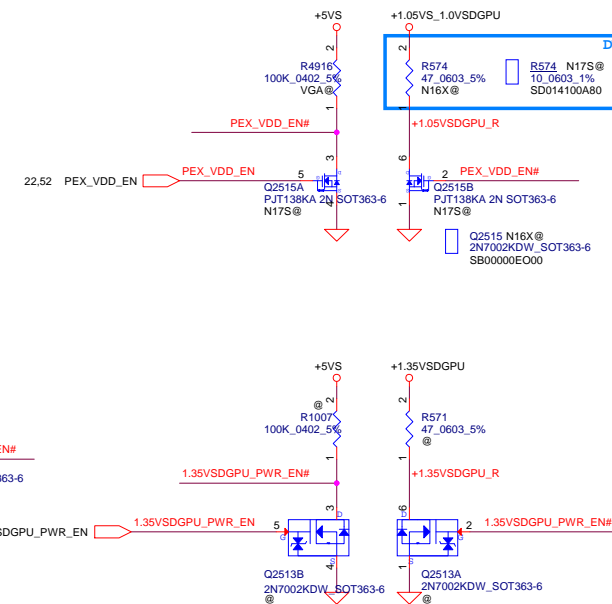 +5VS
+1.05VS_1.0VSDGPU
D
2
R4916
100K_0402_5%
VGA@
1
2
R574
47_0603_5%
N16X@
1
R574 N17S@
10_0603_1%
SD014100A80
PEX_VDD_EN#
+1.05VSDGPU_R
3
6
22,52 PEX_VDD_EN
PEX_VDD_EN
5
2
PEX_VDD_EN#
Q2515A
PJT138KA 2N SOT363-6
N17S@
4
Q2515B
PJT138KA 2N SOT363-6
N17S@
1
Q2515 N16X@
2N7002KDW_SOT363-6
SB00000EO00
+5VS
+1.35VSDGPU
2
@
R1007
100K_0402_5%
1
2
R571
47_0603_5%
@
1
EN#
363-6
1.35VSDGPU_PWR_EN#
+1.35VSDGPU_R
3
6
D
D
SDGPU_PWR_EN
1.35VSDGPU_PWR_EN
5
G
G
2
1.35VSDGPU_PWR_EN#
S
S
4
1
Q2513B
2N7002KDW_SOT363-6
@
Q2513A
2N7002KDW_SOT363-6
@